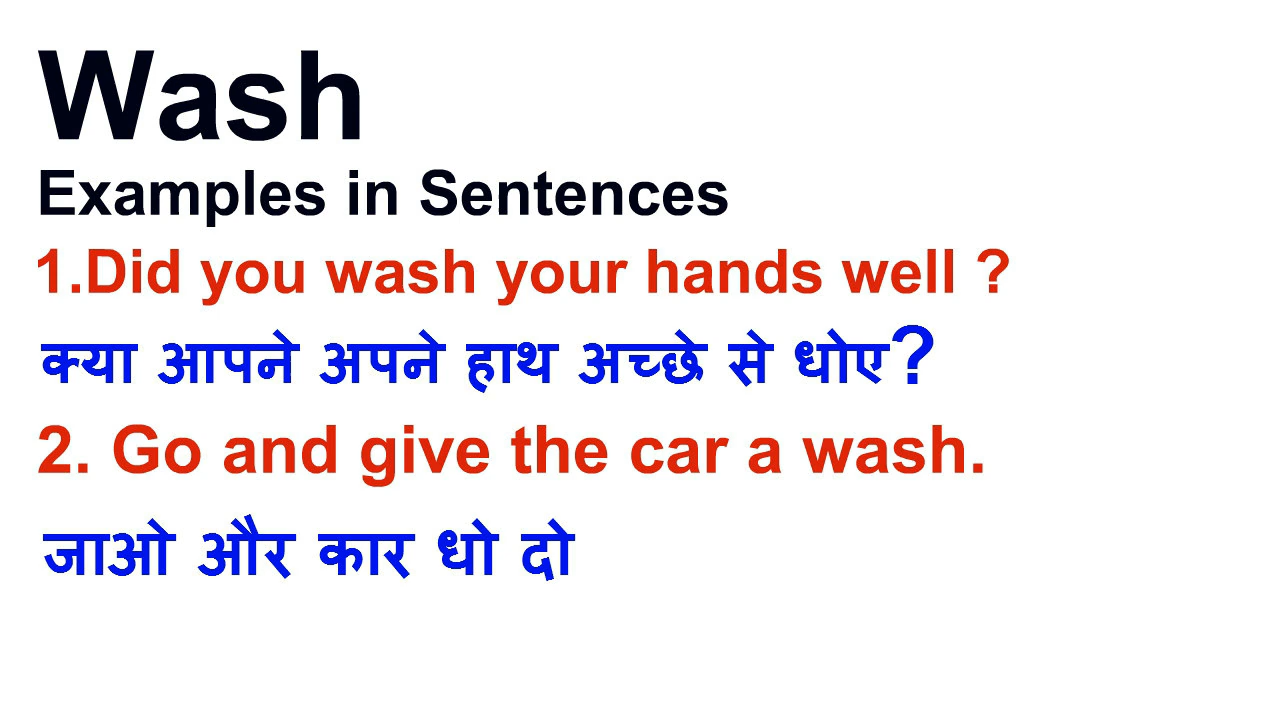 Wash
Examples in Sentences
1.Did you wash your hands well ?
क्या आपने अपने हाथ अच्छे से धोए?
2. Go and give the car a wash.
जाओ और कार धो दो